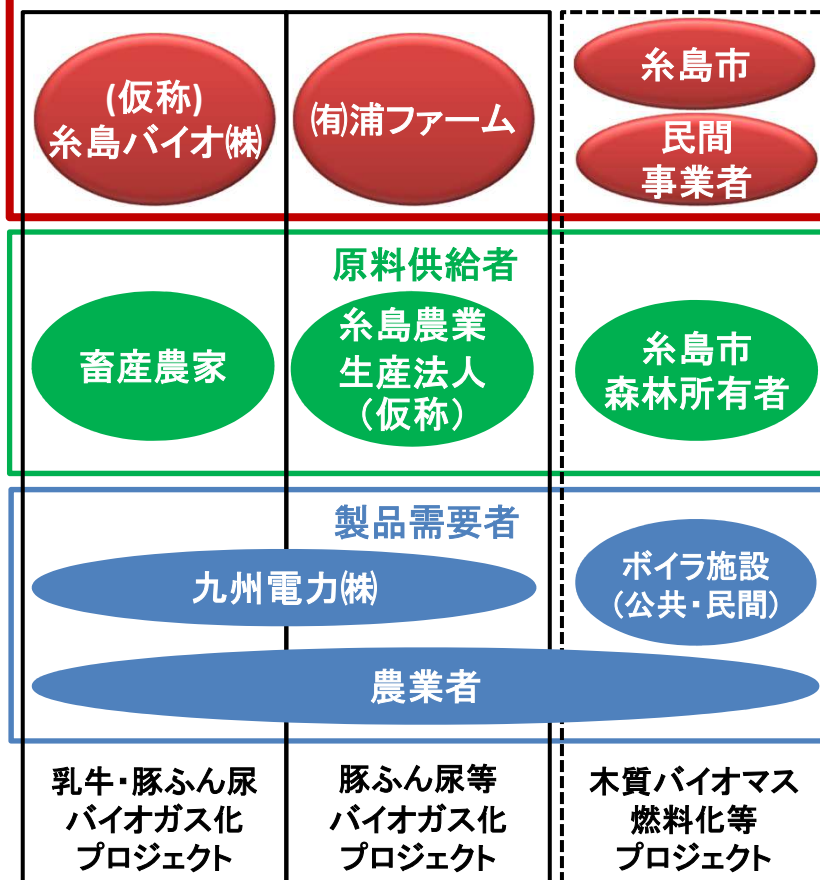 (仮称)
糸島バイオ㈱
㈲浦ファーム
糸島市
民間
事業者
原料供給者
畜産農家
糸島農業
生産法人
（仮称）
糸島市
森林所有者
製品需要者
九州電力㈱
ボイラ施設
（公共・民間）
農業者
乳牛・豚ふん尿
バイオガス化
プロジェクト
豚ふん尿等
バイオガス化
プロジェクト
木質バイオマス
燃料化等
プロジェクト